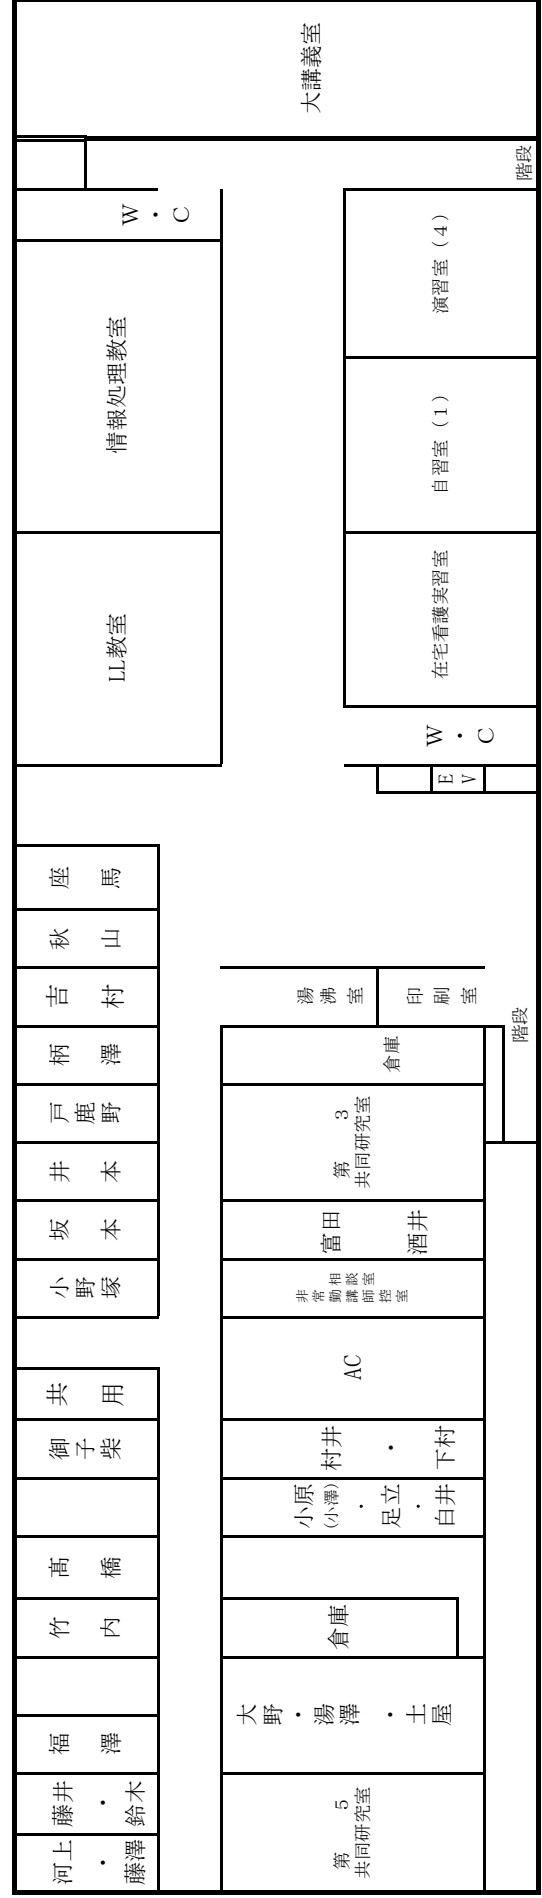 大講義室
階段
W・C
演習室(4)
情報処理教室
自習室(1)
LL教室
在宅看護実習室
W・C
EV
座馬
秋山
吉村
湯沸室
印刷室
柄澤
倉庫
階段
戸鹿野
第3
共同研究室
井本
坂本
富田
酒井
小野塚
非常勤講師控室
相談室
AC
共用
御子柴
村井・下村
小原(小澤)・足立・白井
髙橋
竹内
倉庫
大野・湯澤・土屋
福澤
藤井・鈴木
第5
共同研究室
河上・藤澤